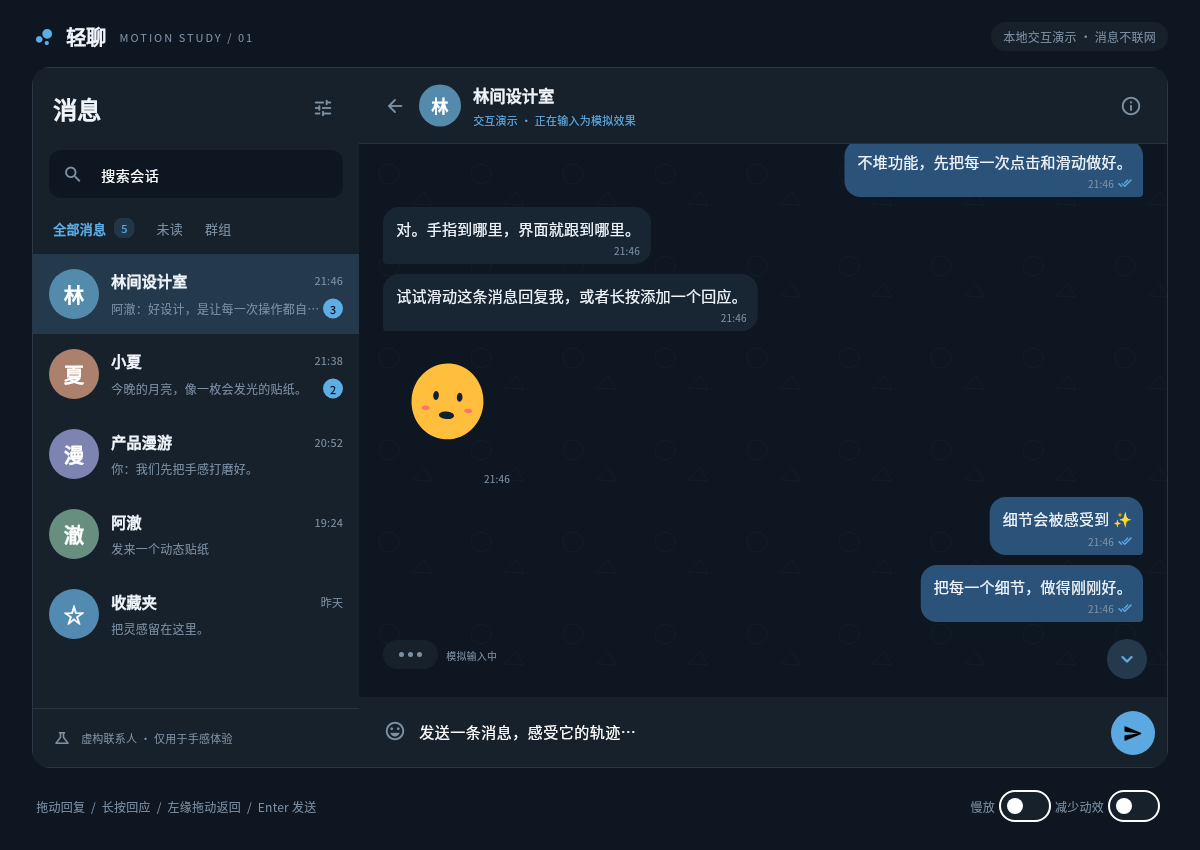 轻聊 MOTION STUDY / 01
本地交互演示 · 消息不联网
消息
搜索会话
全部消息 5 未读 群组
林 林间设计室 21:46
阿澈：好设计，是让每一次操作都自… 3
夏 小夏 21:38
今晚的月亮，像一枚会发光的贴纸。 2
漫 产品漫游 20:52
你：我们先把手感打磨好。
澈 阿澈 19:24
发来一个动态贴纸
收藏夹 昨天
把灵感留在这里。
虚构联系人 · 仅用于手感体验
林 林间设计室
交互演示 · 正在输入为模拟效果
不堆功能，先把每一次点击和滑动做好。
21:46
对。手指到哪里，界面就跟到哪里。
21:46
试试滑动这条消息回复我，或者长按添加一个回应。
21:46
21:46
细节会被感受到 ✨
21:46
把每一个细节，做得刚刚好。
21:46
模拟输入中
发送一条消息，感受它的轨迹…
拖动回复 / 长按回应 / 左缘拖动返回 / Enter 发送
慢放 减少动效